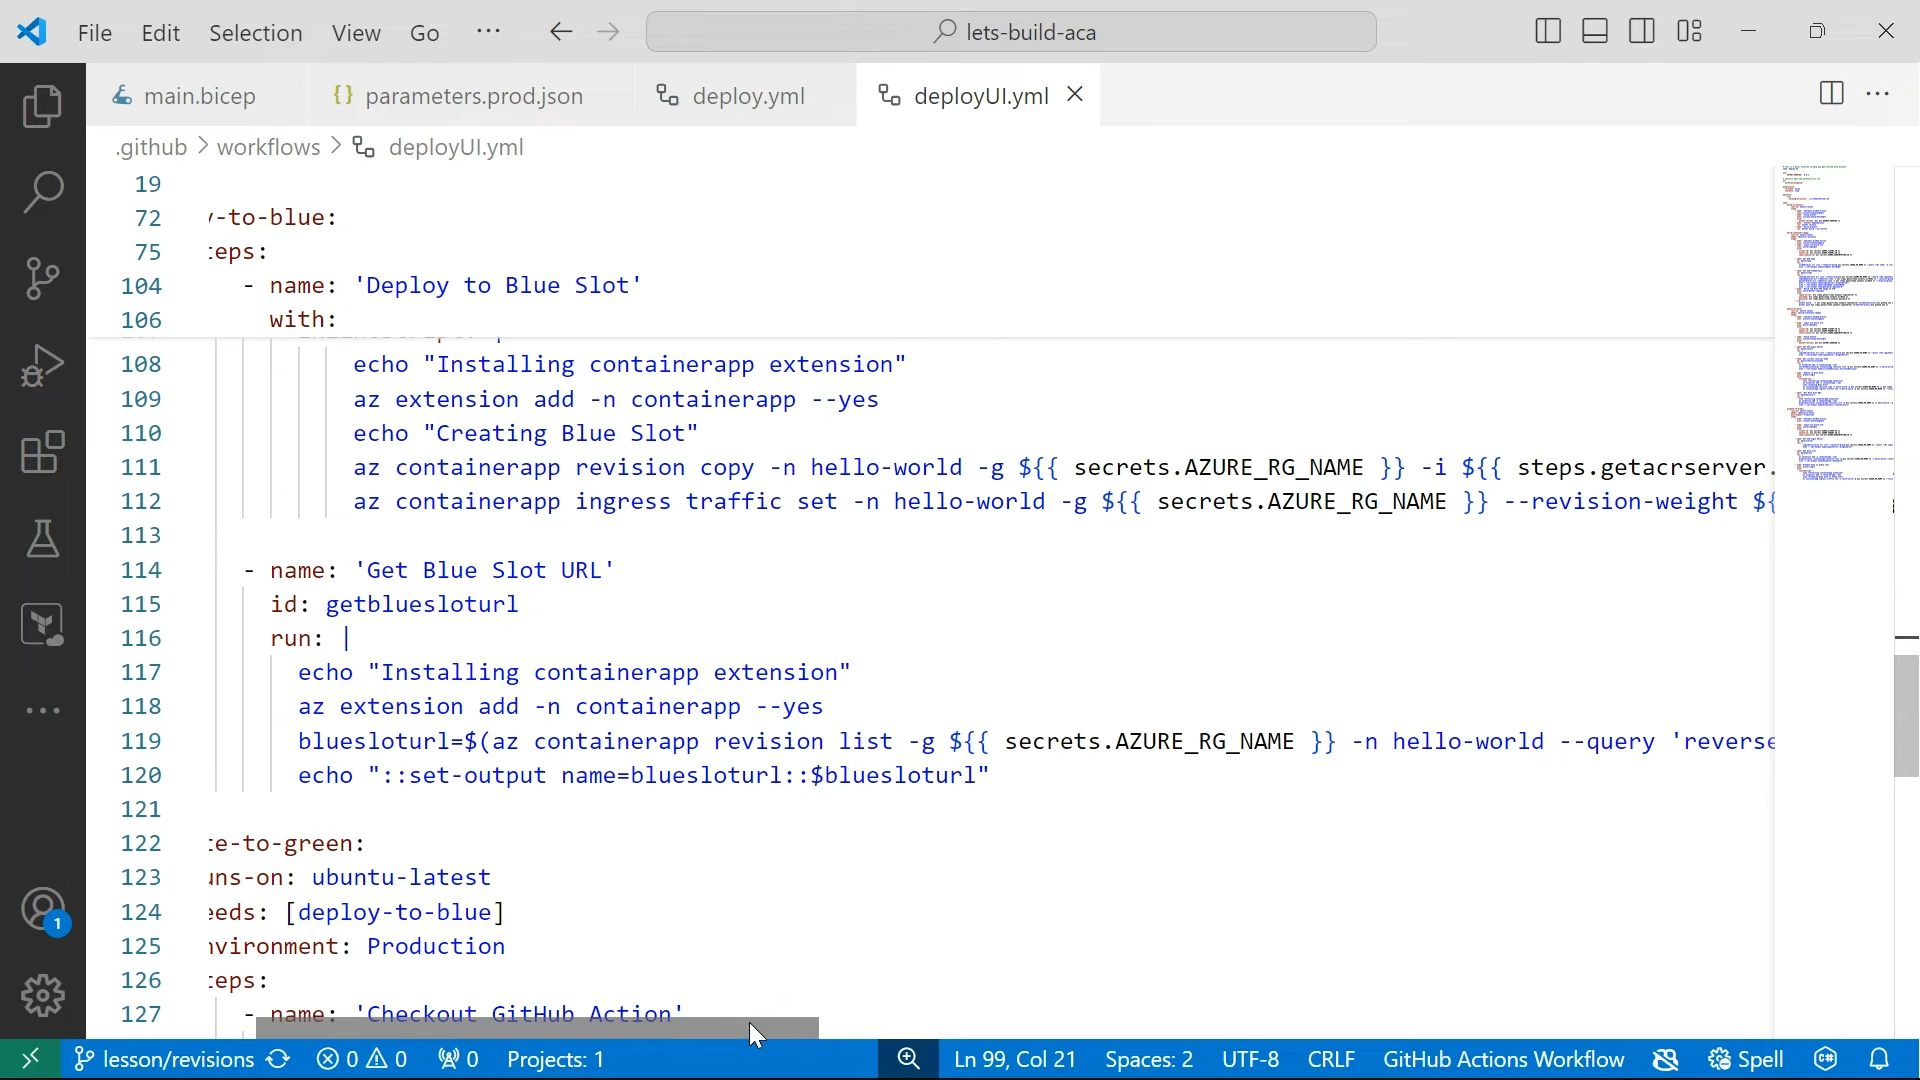 File Edit Selection View Go ··· lets-build-aca
main.bicep {} parameters.prod.json deploy.yml deployUI.yml
.github > workflows > deployUI.yml
19
72 y-to-blue:
75 teps:
104 - name: 'Deploy to Blue Slot'
106 with:
108 echo "Installing containerapp extension"
109 az extension add -n containerapp --yes
110 echo "Creating Blue Slot"
111 az containerapp revision copy -n hello-world -g ${{ secrets.AZURE_RG_NAME }} -i ${{ steps.getacrserver.
112 az containerapp ingress traffic set -n hello-world -g ${{ secrets.AZURE_RG_NAME }} --revision-weight ${
113
114 - name: 'Get Blue Slot URL'
115 id: getbluesloturl
116 run: |
117 echo "Installing containerapp extension"
118 az extension add -n containerapp --yes
119 bluesloturl=$(az containerapp revision list -g ${{ secrets.AZURE_RG_NAME }} -n hello-world --query 'reverse
120 echo "::set-output name=bluesloturl::$bluesloturl"
121
122 te-to-green:
123 uns-on: ubuntu-latest
124 eeds: [deploy-to-blue]
125 nvironment: Production
126 teps:
127 - name: 'Checkout GitHub Action'
1
lesson/revisions 0 0 0 Projects: 1 Ln 99, Col 21 Spaces: 2 UTF-8 CRLF GitHub Actions Workflow Spell